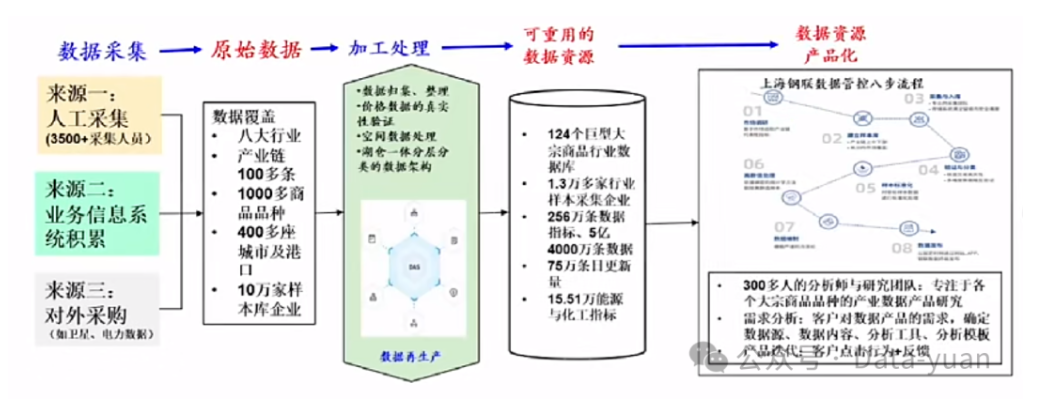 数据采集
原始数据
加工处理
可重用的
数据资源
数据资源
产品化
来源一：
人工采集
(3500+采集人员)
来源二：
业务信息系
统积累
来源三：
对外采购
(如卫星、电力数据)
数据覆盖
• 八大行业
• 产业链
100多条
• 1000多商
品品种
• 400多座
城市及港
口
• 10万家样
本库企业
•数据归集、整理
•价格数据的真实
性验证
•空间数据处理
•湖仓一体分层分
类的数据架构
数据再生产
• 124个巨型大
宗商品行业数
据库
• 1.3万多家行业
样本采集企业
• 256万条数据
指标、5亿
4000万条数据
• 75万条日更新
量
• 15.51万能源
与化工指标
上海钢联数据管控八步流程
01
02
03
04
05
06
07
08
• 300多人的分析师与研究团队：专注于各
个大宗商品品种的产业数据产品研究
• 需求分析：客户对数据产品的需求，确定
数据源、数据内容、分析工具、分析模板
产品迭代：客户点击行为+反馈
公众号 · Data-yuan